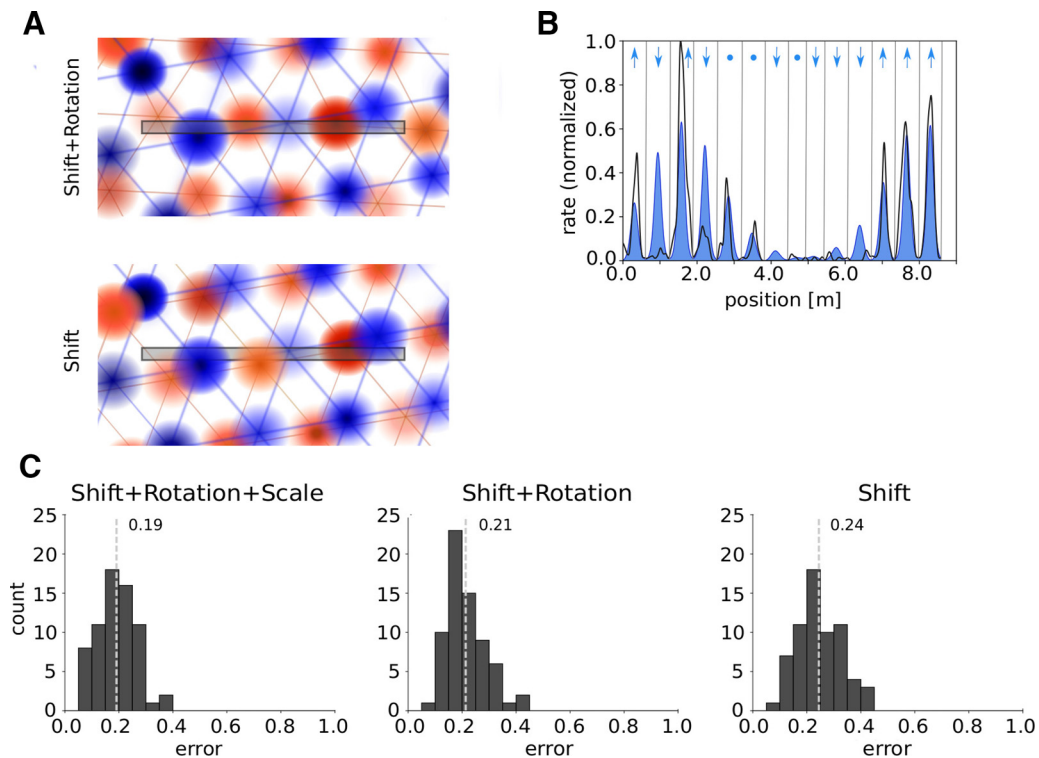 A
Shift+Rotation
Shift
B
rate (normalized)
1.0
0.8
0.6
0.4
0.2
0.0
0.0 2.0 4.0 6.0 8.0
position [m]
C
Shift+Rotation+Scale
count
25
20
15
10
5
0
0.19
0.0 0.2 0.4 0.6 0.8 1.0
error
Shift+Rotation
25
20
15
10
5
0
0.21
0.0 0.2 0.4 0.6 0.8 1.0
error
Shift
25
20
15
10
5
0
0.24
0.0 0.2 0.4 0.6 0.8 1.0
error